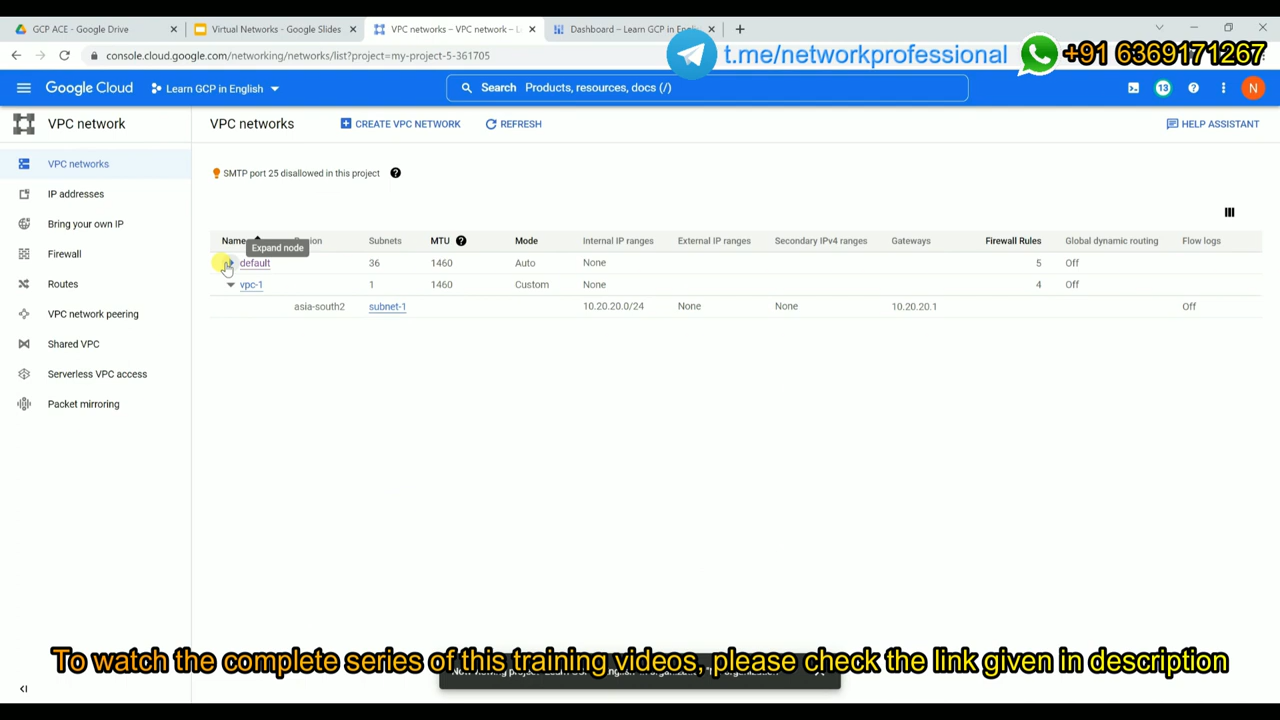 GCP ACE - Google Drive
Virtual Networks - Google Slides
VPC networks – VPC network – L
Dashboard – Learn GCP in En
console.cloud.google.com/networking/networks/list?project=my-project-5-361705
t.me/networkprofessional
+91 6369171267
Google Cloud
Learn GCP in English
Search Products, resources, docs (/)
13
N
VPC network
VPC networks
CREATE VPC NETWORK
REFRESH
HELP ASSISTANT
VPC networks
IP addresses
Bring your own IP
Firewall
Routes
VPC network peering
Shared VPC
Serverless VPC access
Packet mirroring
SMTP port 25 disallowed in this project
Name Region Subnets MTU Mode Internal IP ranges External IP ranges Secondary IPv4 ranges Gateways Firewall Rules Global dynamic routing Flow logs
Expand node
default 36 1460 Auto None 5 Off
vpc-1 1 1460 Custom None 4 Off
asia-south2 subnet-1 10.20.20.0/24 None None 10.20.20.1 Off
To watch the complete series of this training videos, please check the link given in description